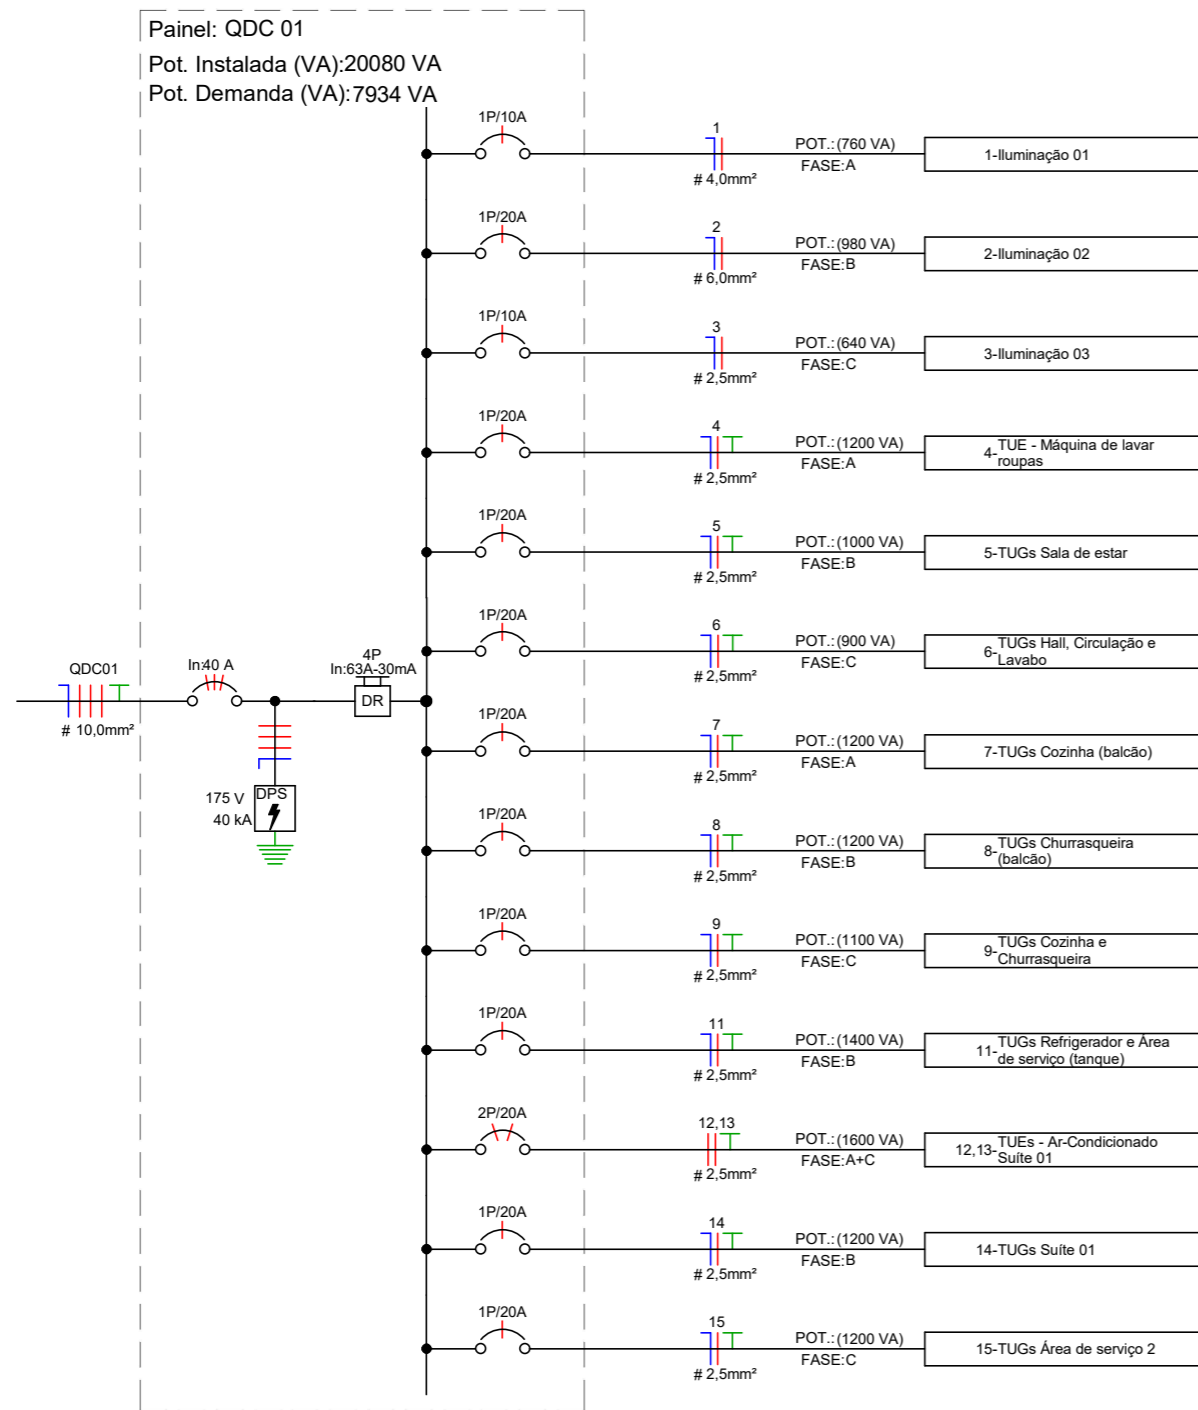 Painel: QDC 01
Pot. Instalada (VA):20080 VA
Pot. Demanda (VA):7934 VA
1P/10A
1
# 4,0mm²
POT.:(760 VA)
FASE:A
1-Iluminação 01
1P/20A
2
# 6,0mm²
POT.:(980 VA)
FASE:B
2-Iluminação 02
1P/10A
3
# 2,5mm²
POT.:(640 VA)
FASE:C
3-Iluminação 03
1P/20A
4
# 2,5mm²
POT.:(1200 VA)
FASE:A
4-TUE - Máquina de lavar
roupas
1P/20A
5
# 2,5mm²
POT.:(1000 VA)
FASE:B
5-TUGs Sala de estar
1P/20A
6
# 2,5mm²
POT.:(900 VA)
FASE:C
6-TUGs Hall, Circulação e
Lavabo
QDC01
# 10,0mm²
In:40 A
4P
In:63A-30mA
DR
175 V
40 kA
DPS
1P/20A
7
# 2,5mm²
POT.:(1200 VA)
FASE:A
7-TUGs Cozinha (balcão)
1P/20A
8
# 2,5mm²
POT.:(1200 VA)
FASE:B
8-TUGs Churrasqueira
(balcão)
1P/20A
9
# 2,5mm²
POT.:(1100 VA)
FASE:C
9-TUGs Cozinha e
Churrasqueira
1P/20A
11
# 2,5mm²
POT.:(1400 VA)
FASE:B
11-TUGs Refrigerador e Área
de serviço (tanque)
2P/20A
12,13
# 2,5mm²
POT.:(1600 VA)
FASE:A+C
12,13-TUEs - Ar-Condicionado
Suíte 01
1P/20A
14
# 2,5mm²
POT.:(1200 VA)
FASE:B
14-TUGs Suíte 01
1P/20A
15
# 2,5mm²
POT.:(1200 VA)
FASE:C
15-TUGs Área de serviço 2